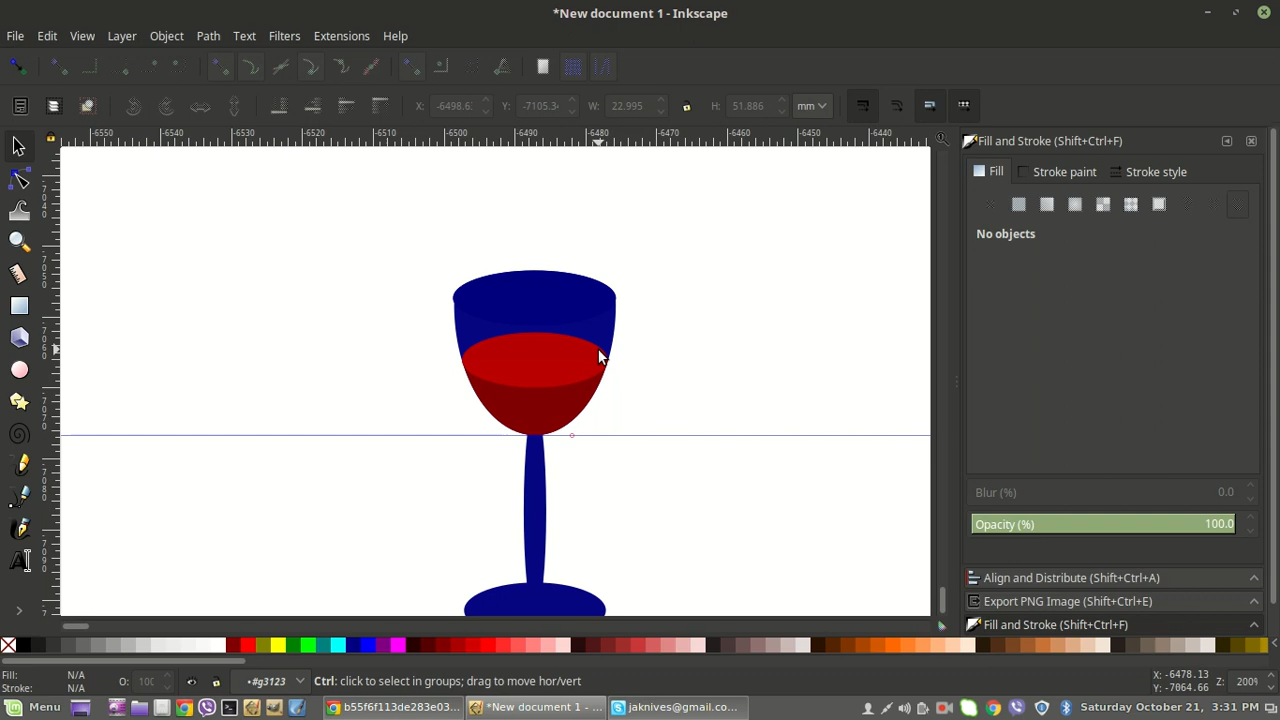 *New document 1 - Inkscape
File Edit View Layer Object Path Text Filters Extensions Help
X: -6498.6 Y: -7105.3 W: 22.995 H: 51.886 mm
-6550 -6540 -6530 -6520 -6510 -6500 -6490 -6480 -6470 -6460 -6450 -6440
Fill and Stroke (Shift+Ctrl+F)
Fill Stroke paint Stroke style
No objects
Blur (%) 0.0
Opacity (%) 100.0
Align and Distribute (Shift+Ctrl+A)
Export PNG Image (Shift+Ctrl+E)
Fill and Stroke (Shift+Ctrl+F)
Fill: N/A
Stroke: N/A
O: 100
•#g3123
Ctrl: click to select in groups; drag to move hor/vert
X: -6478.13
Y: -7064.66
Z: 200%
Menu b55f6f113de283e03... *New document 1 - ... jaknives@gmail.co... Saturday October 21, 3:31 PM